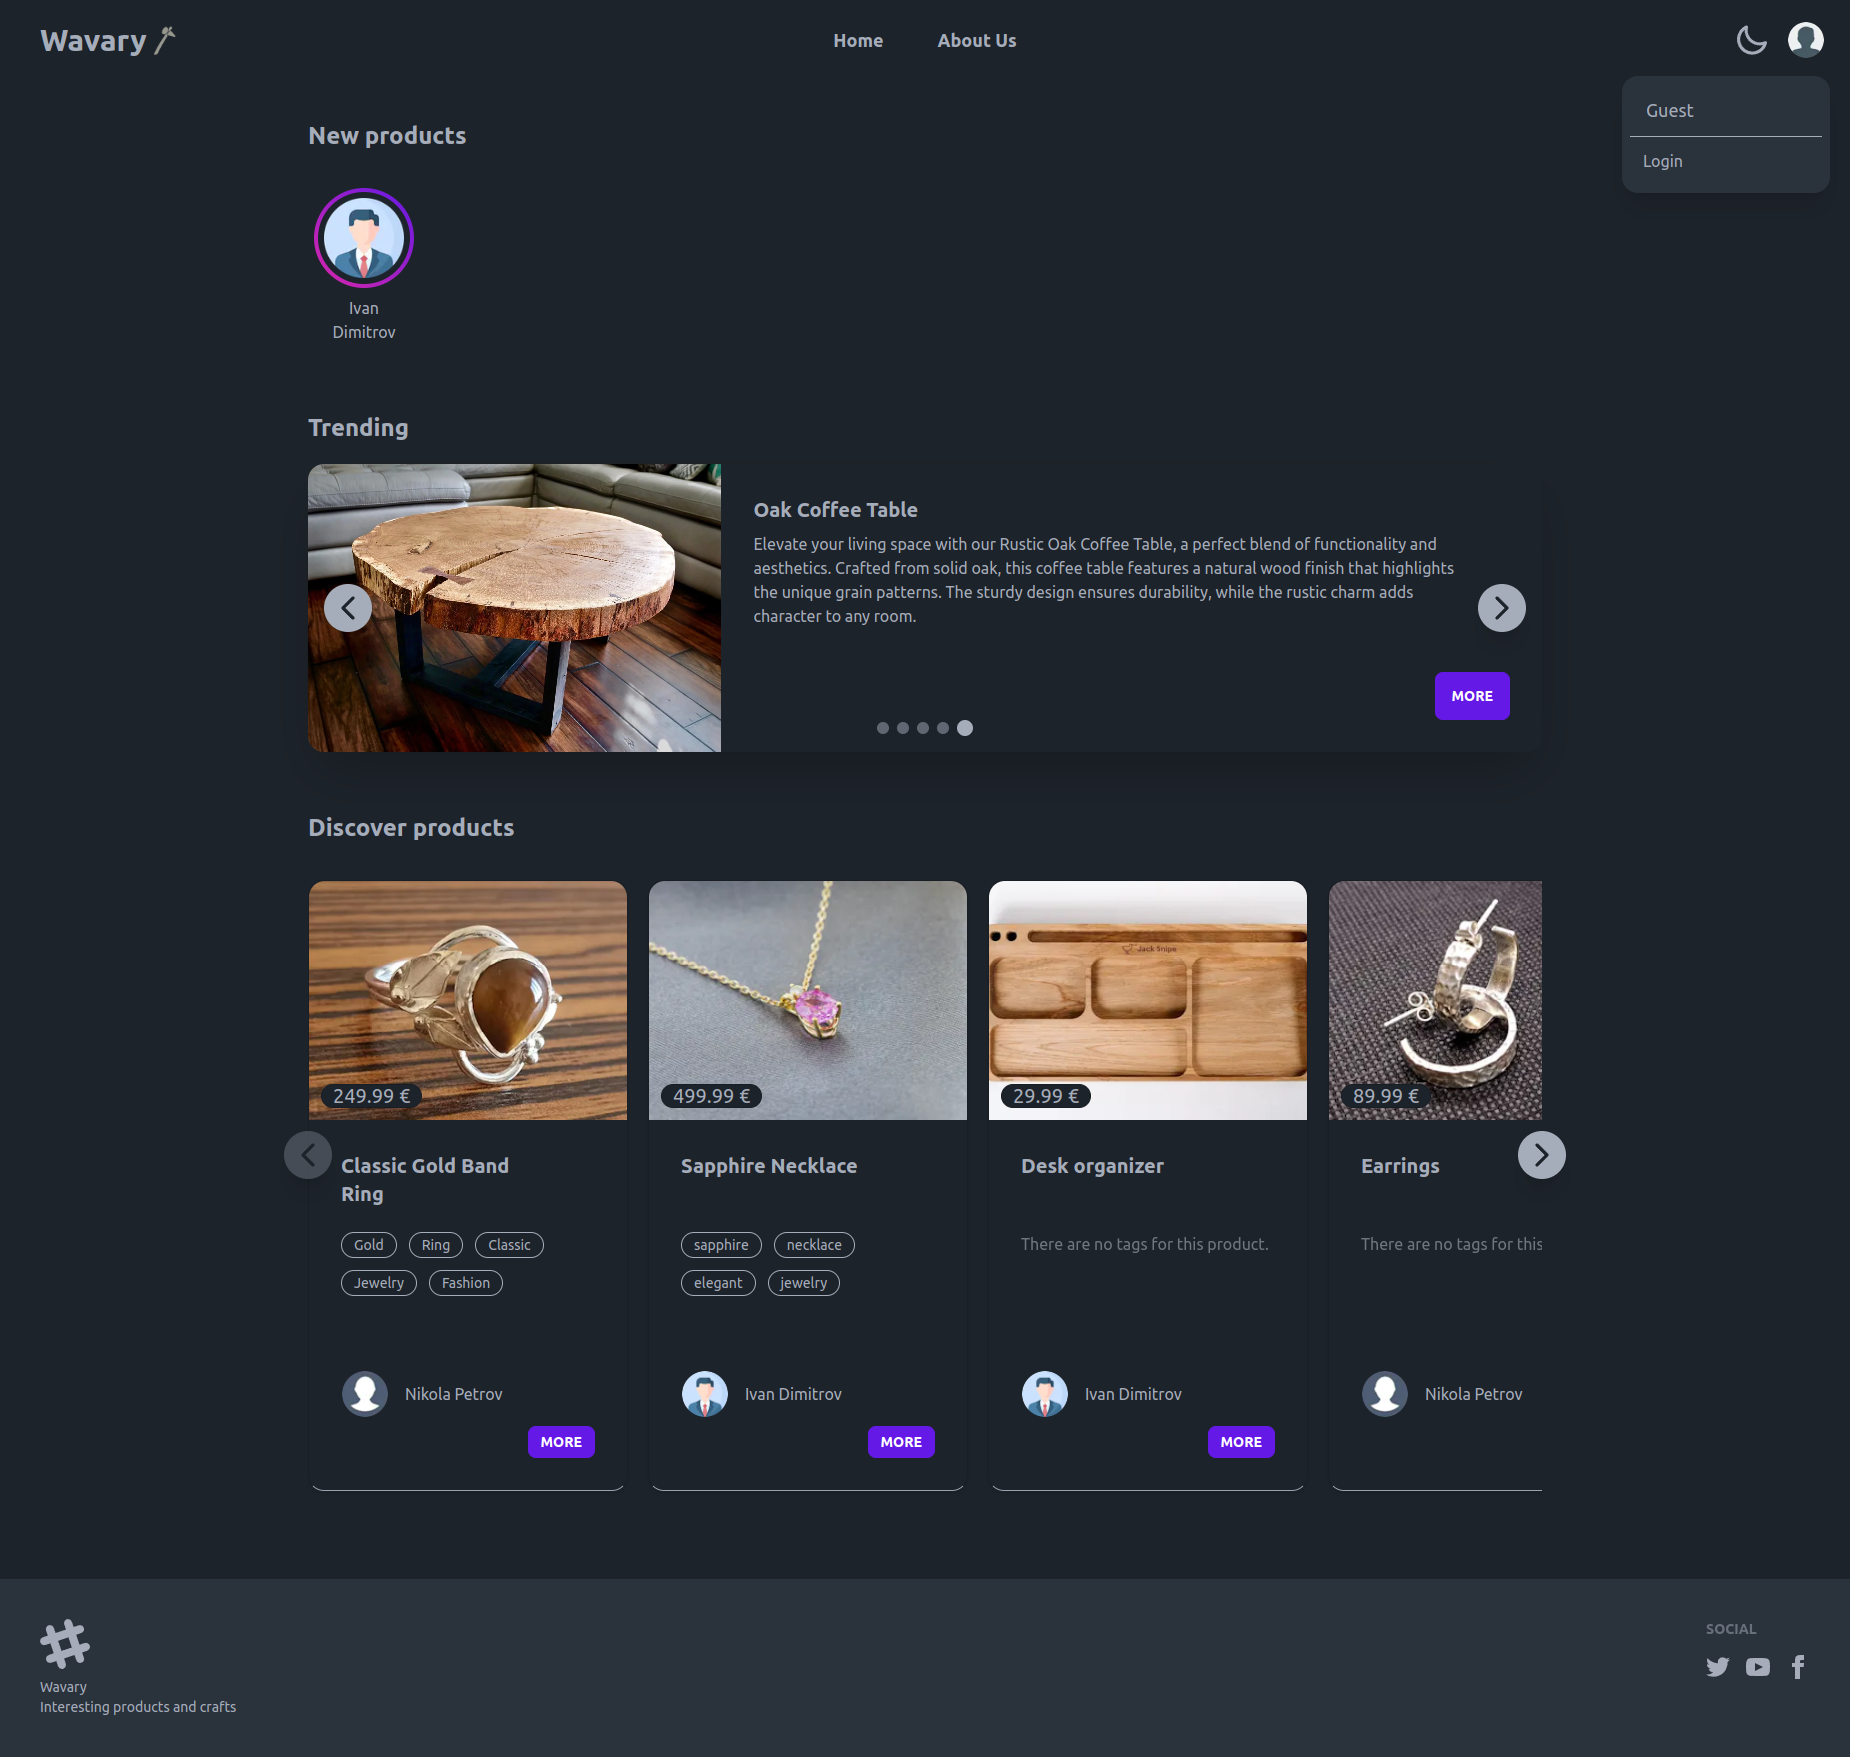 Wavary
Home
About Us
Guest
Login
New products
Ivan
Dimitrov
Trending
Oak Coffee Table
Elevate your living space with our Rustic Oak Coffee Table, a perfect blend of functionality and
aesthetics. Crafted from solid oak, this coffee table features a natural wood finish that highlights
the unique grain patterns. The sturdy design ensures durability, while the rustic charm adds
character to any room.
MORE
Discover products
249.99 €
Classic Gold Band
Ring
Gold
Ring
Classic
Jewelry
Fashion
Nikola Petrov
MORE
499.99 €
Sapphire Necklace
sapphire
necklace
elegant
jewelry
Ivan Dimitrov
MORE
Jack Snipe
29.99 €
Desk organizer
There are no tags for this product.
Ivan Dimitrov
MORE
89.99 €
Earrings
There are no tags for this
Nikola Petrov
Wavary
Interesting products and crafts
SOCIAL